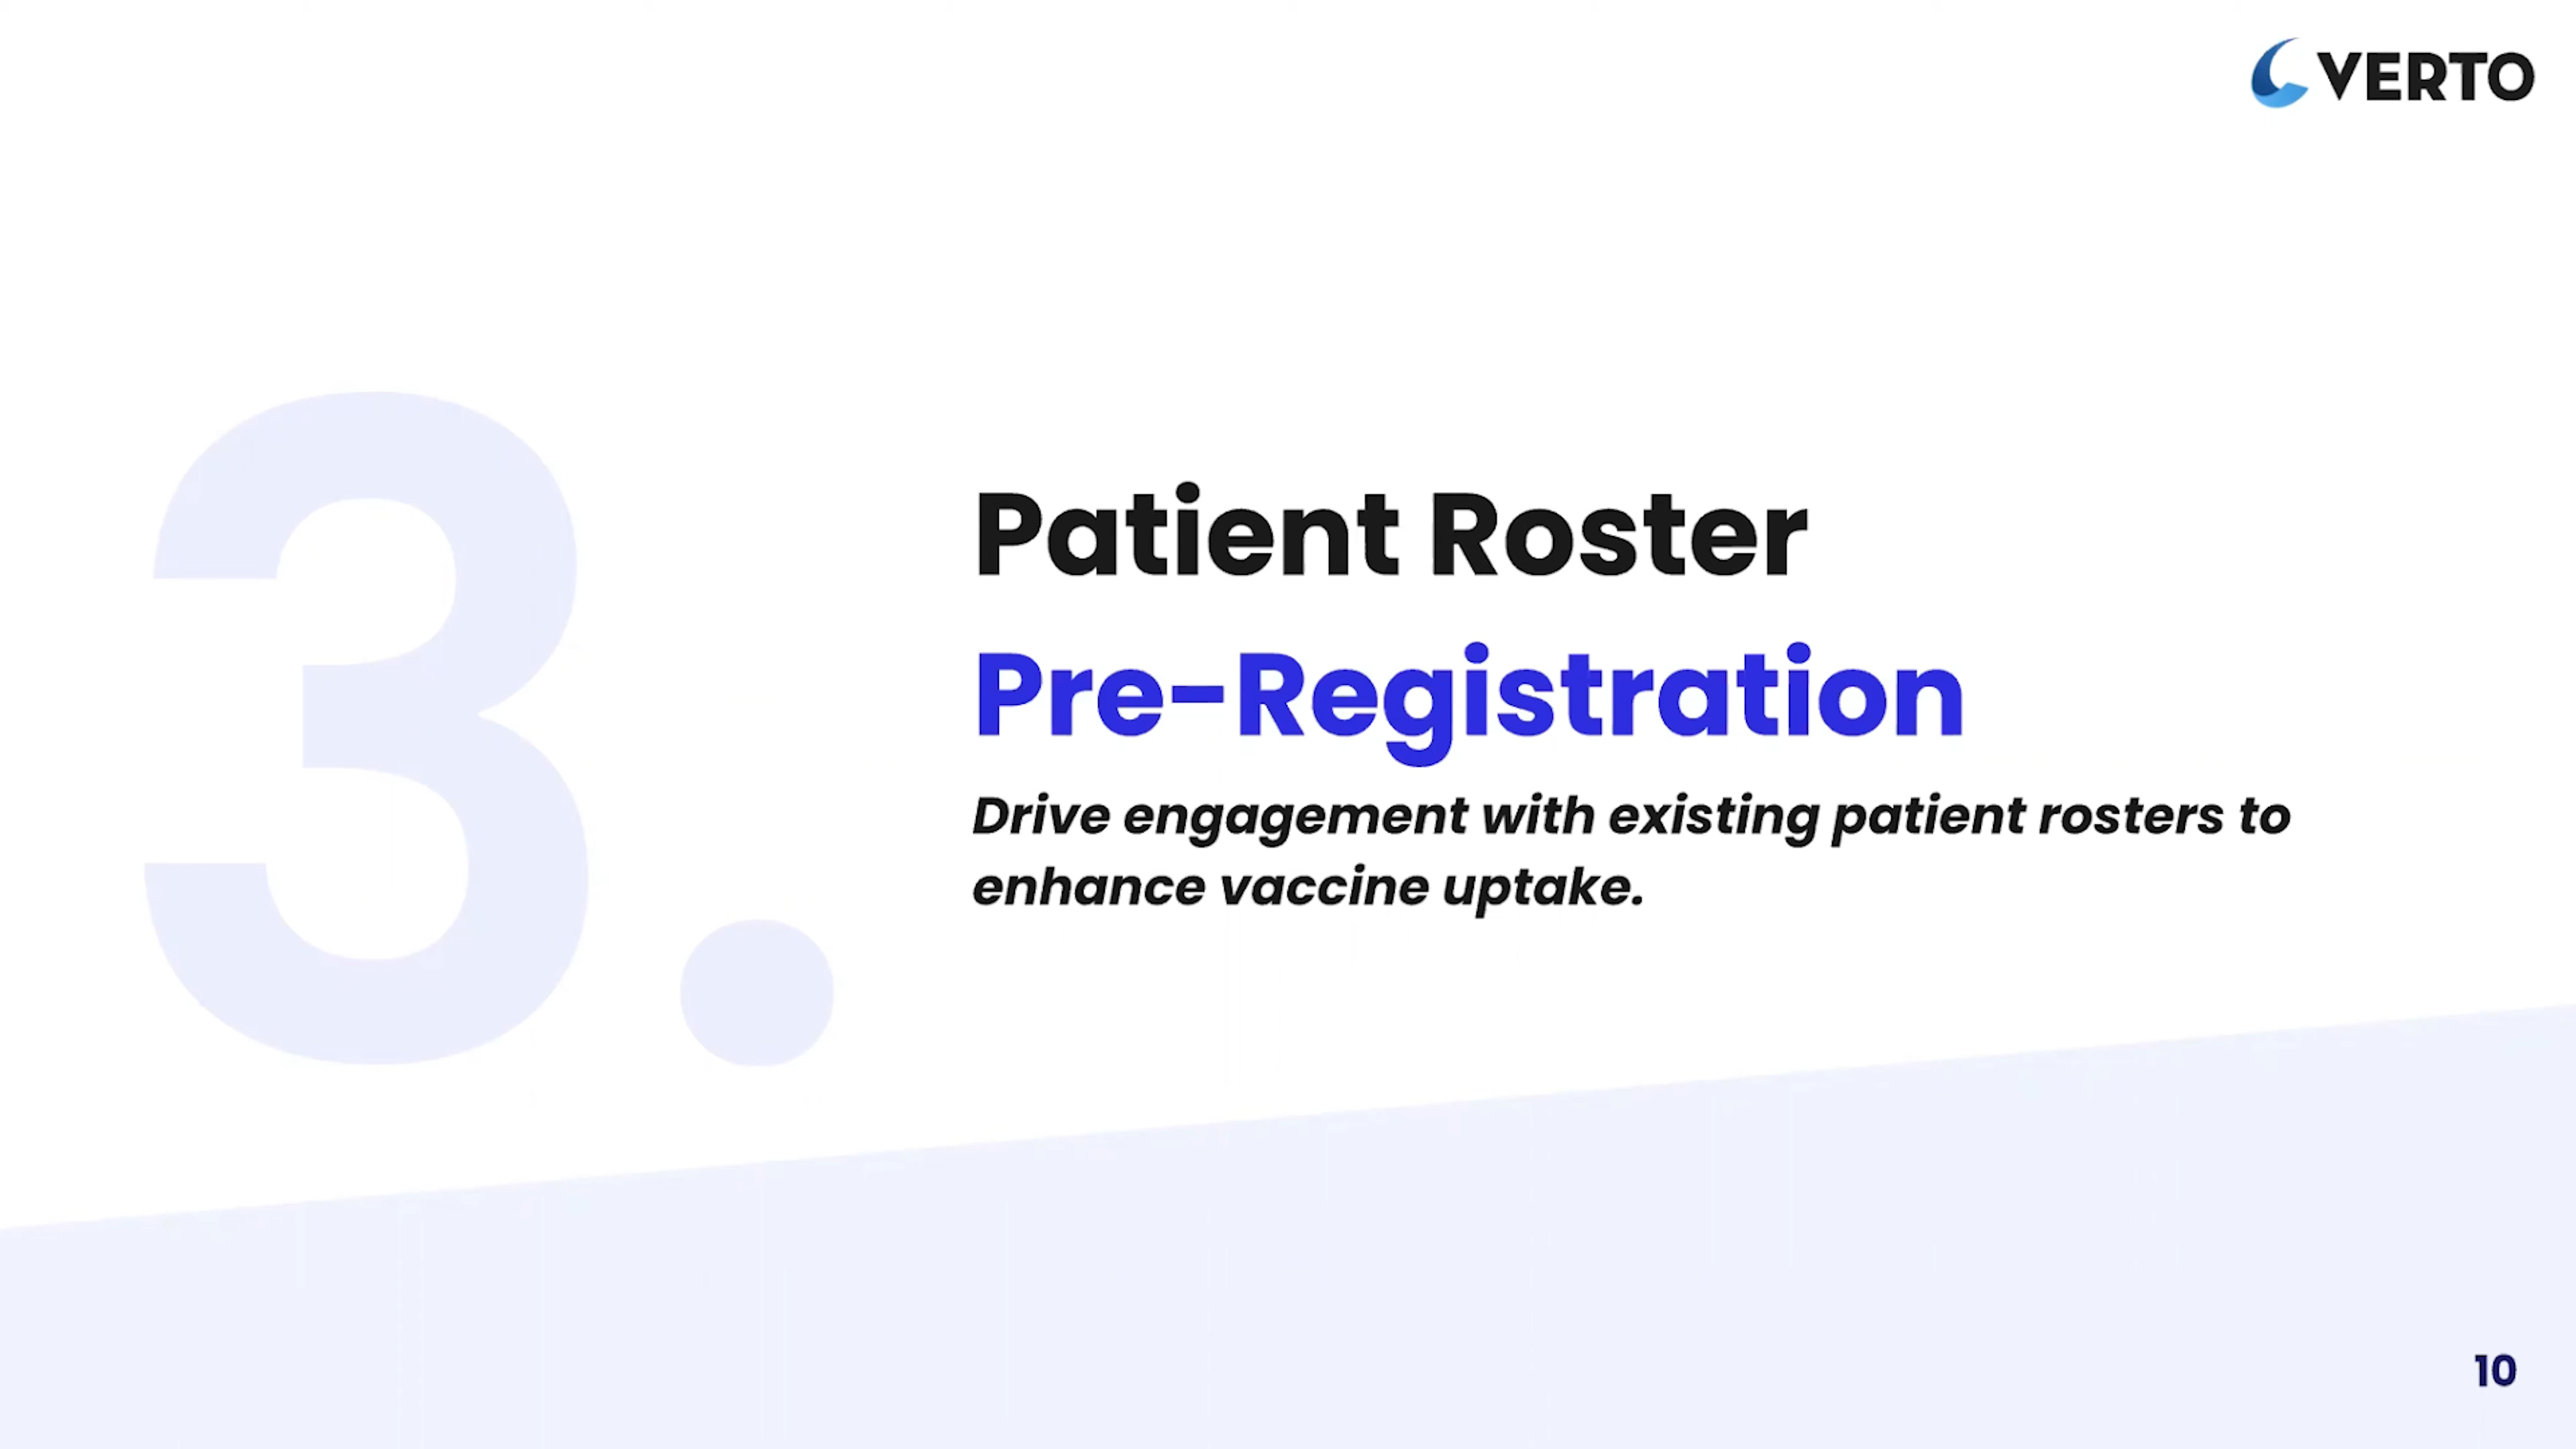 VERTO
3.
Patient Roster
Pre-Registration
Drive engagement with existing patient rosters to
enhance vaccine uptake.
10